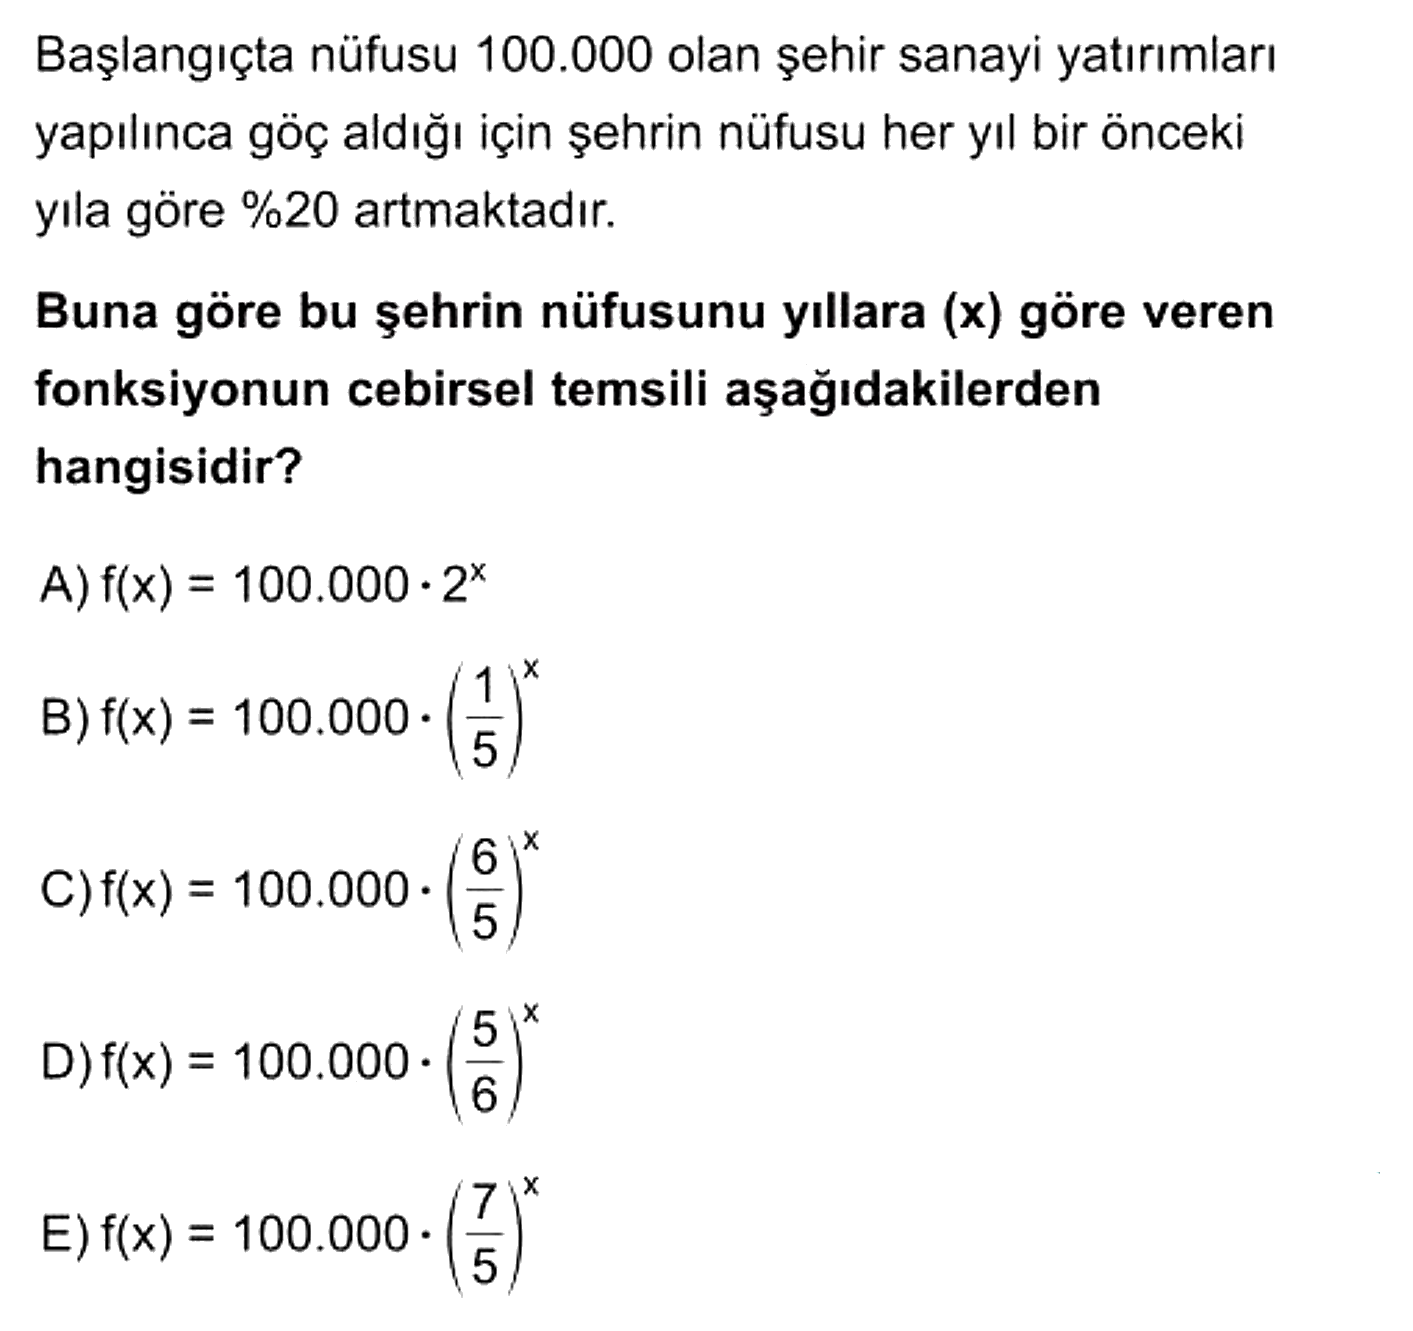 Başlangıçta nüfusu 100.000 olan şehir sanayi yatırımları
yapılınca göç aldığı için şehrin nüfusu her yıl bir önceki
yıla göre %20 artmaktadır.
Buna göre bu şehrin nüfusunu yıllara (x) göre veren
fonksiyonun cebirsel temsili aşağıdakilerden
hangisidir?
A) f(x) = 100.000 · 2^x
B) f(x) = 100.000 · (1/5)^x
C) f(x) = 100.000 · (6/5)^x
D) f(x) = 100.000 · (5/6)^x
E) f(x) = 100.000 · (7/5)^x